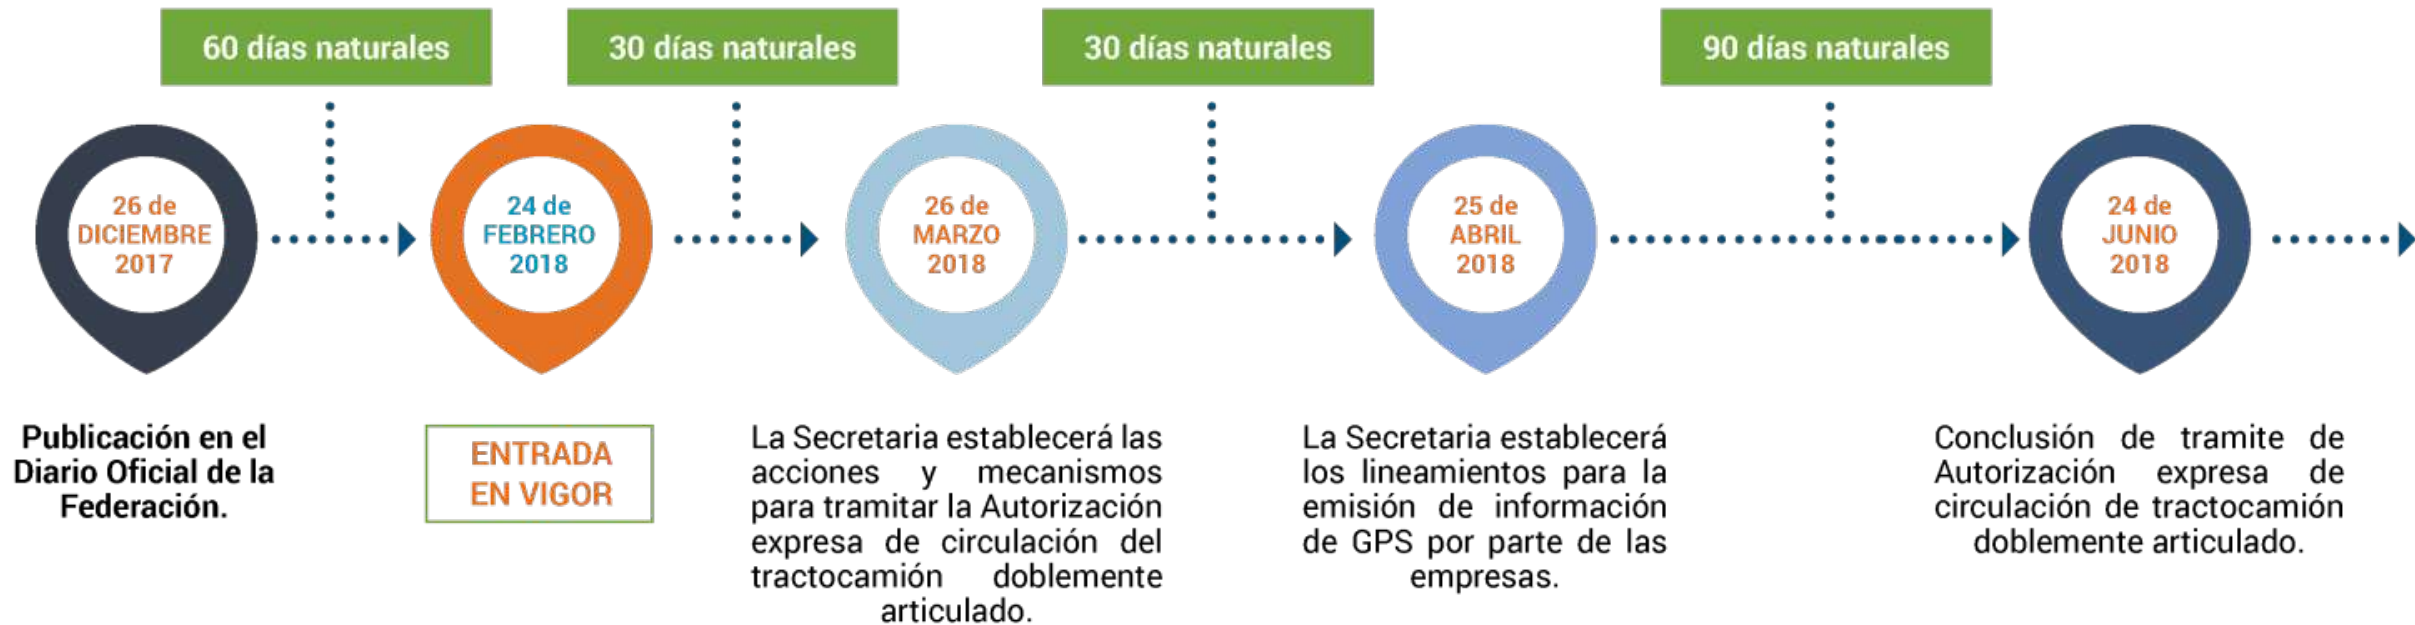 60 días naturales
30 días naturales
30 días naturales
90 días naturales
26 de
DICIEMBRE
2017
24 de
FEBRERO
2018
26 de
MARZO
2018
25 de
ABRIL
2018
24 de
JUNIO
2018
Publicación en el
Diario Oficial de la
Federación.
ENTRADA
EN VIGOR
La Secretaria establecerá las
acciones y mecanismos
para tramitar la Autorización
expresa de circulación del
tractocamión doblemente
articulado.
La Secretaria establecerá
los lineamientos para la
emisión de información
de GPS por parte de las
empresas.
Conclusión de tramite de
Autorización expresa de
circulación de tractocamión
doblemente articulado.